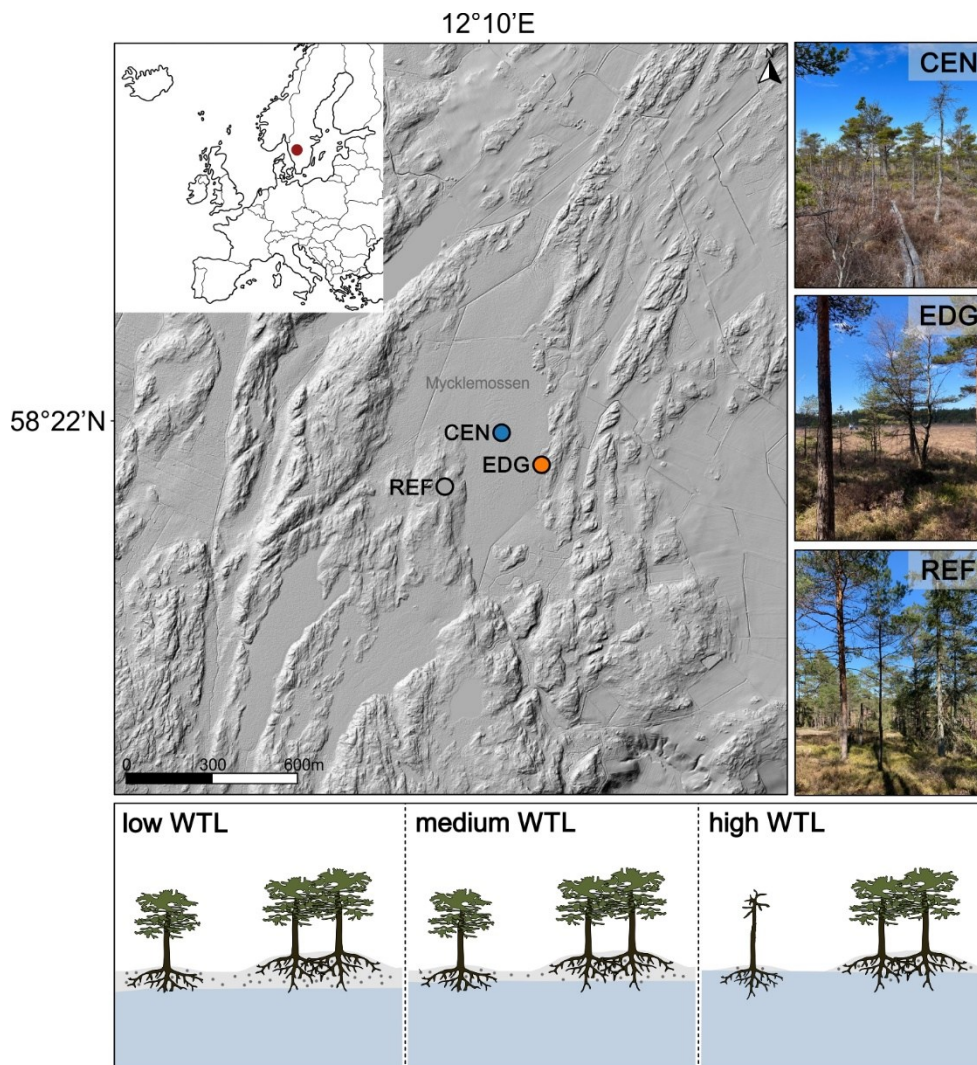 12°10’E
N
CEN
EDG
REF
58°22’N
Mycklemossen
CEN
EDG
REF
0 300 600m
low WTL
medium WTL
high WTL